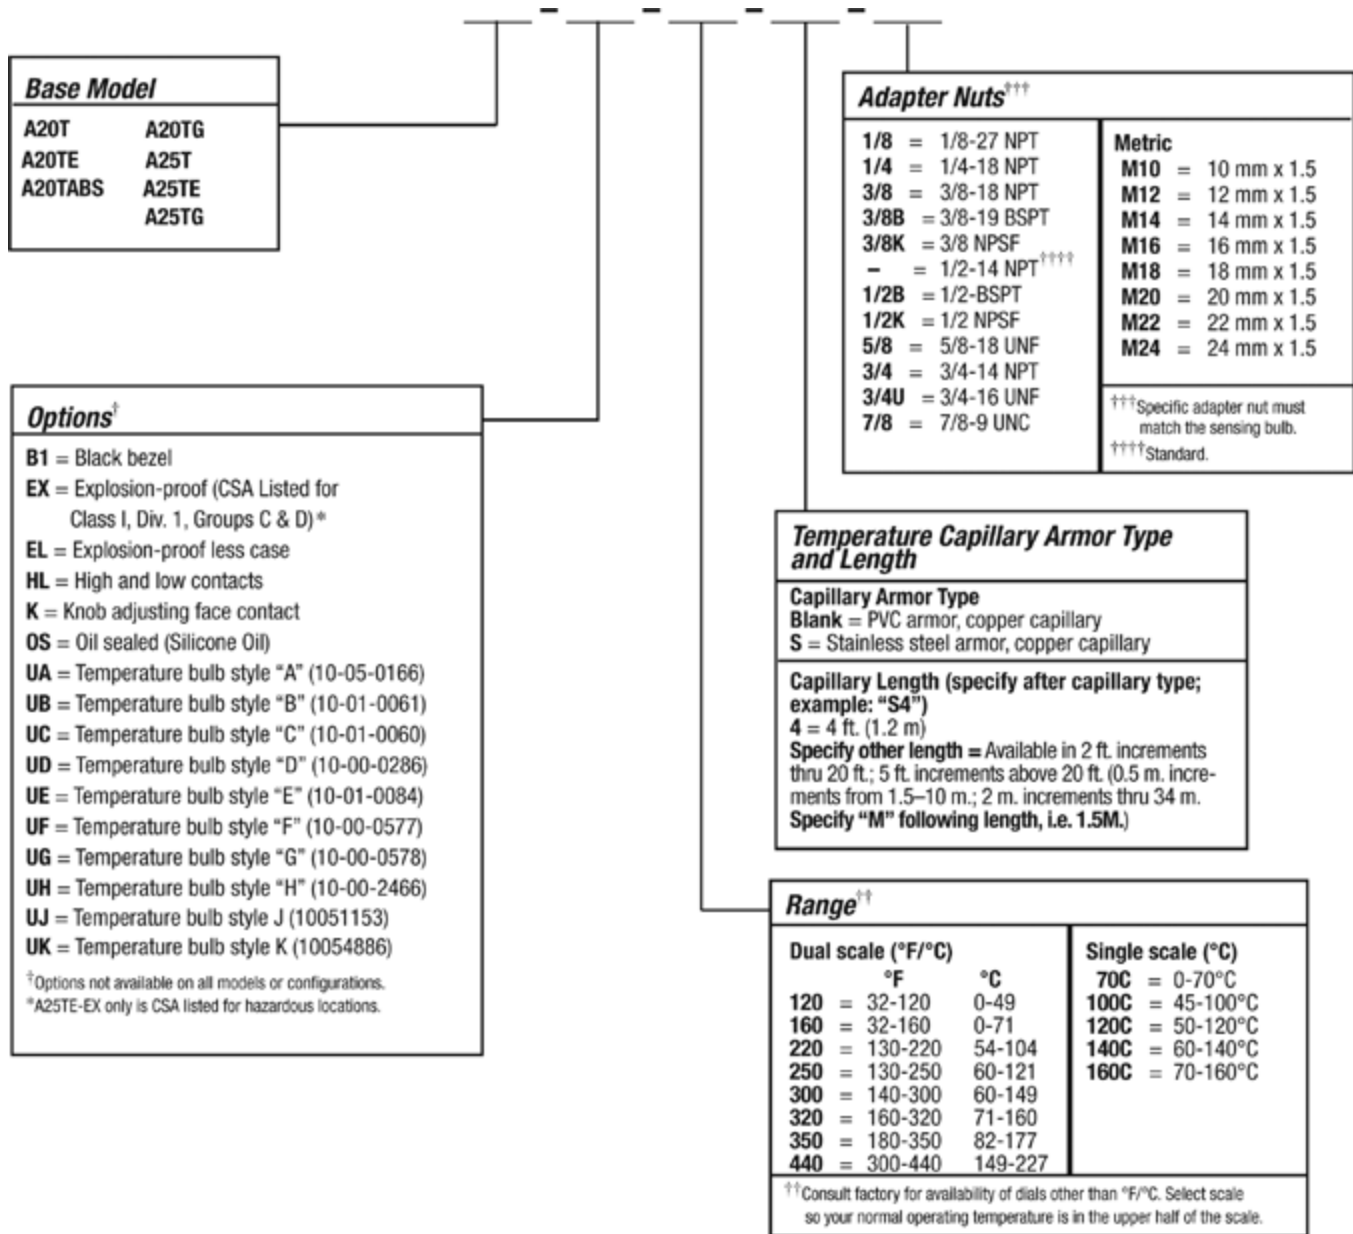 Base Model
A20T A20TG
A20TE A25T
A20TABS A25TE
A25TG
Options†
B1 = Black bezel
EX = Explosion-proof (CSA Listed for
Class I, Div. 1, Groups C & D)*
EL = Explosion-proof less case
HL = High and low contacts
K = Knob adjusting face contact
OS = Oil sealed (Silicone Oil)
UA = Temperature bulb style “A” (10-05-0166)
UB = Temperature bulb style “B” (10-01-0061)
UC = Temperature bulb style “C” (10-01-0060)
UD = Temperature bulb style “D” (10-00-0286)
UE = Temperature bulb style “E” (10-01-0084)
UF = Temperature bulb style “F” (10-00-0577)
UG = Temperature bulb style “G” (10-00-0578)
UH = Temperature bulb style “H” (10-00-2466)
UJ = Temperature bulb style J (10051153)
UK = Temperature bulb style K (10054886)
†Options not available on all models or configurations.
*A25TE-EX only is CSA listed for hazardous locations.
Adapter Nuts†††
1/8 = 1/8-27 NPT
1/4 = 1/4-18 NPT
3/8 = 3/8-18 NPT
3/8B = 3/8-19 BSPT
3/8K = 3/8 NPSF
– = 1/2-14 NPT††††
1/2B = 1/2-BSPT
1/2K = 1/2 NPSF
5/8 = 5/8-18 UNF
3/4 = 3/4-14 NPT
3/4U = 3/4-16 UNF
7/8 = 7/8-9 UNC
Metric
M10 = 10 mm x 1.5
M12 = 12 mm x 1.5
M14 = 14 mm x 1.5
M16 = 16 mm x 1.5
M18 = 18 mm x 1.5
M20 = 20 mm x 1.5
M22 = 22 mm x 1.5
M24 = 24 mm x 1.5
†††Specific adapter nut must
match the sensing bulb.
††††Standard.
Temperature Capillary Armor Type
and Length
Capillary Armor Type
Blank = PVC armor, copper capillary
S = Stainless steel armor, copper capillary
Capillary Length (specify after capillary type;
example: “S4”)
4 = 4 ft. (1.2 m)
Specify other length = Available in 2 ft. increments
thru 20 ft.; 5 ft. increments above 20 ft. (0.5 m. incre-
ments from 1.5–10 m.; 2 m. increments thru 34 m.
Specify “M” following length, i.e. 1.5M.)
Range††
Dual scale (°F/°C)
°F °C
120 = 32-120 0-49
160 = 32-160 0-71
220 = 130-220 54-104
250 = 130-250 60-121
300 = 140-300 60-149
320 = 160-320 71-160
350 = 180-350 82-177
440 = 300-440 149-227
Single scale (°C)
70C = 0-70°C
100C = 45-100°C
120C = 50-120°C
140C = 60-140°C
160C = 70-160°C
††Consult factory for availability of dials other than °F/°C. Select scale
so your normal operating temperature is in the upper half of the scale.